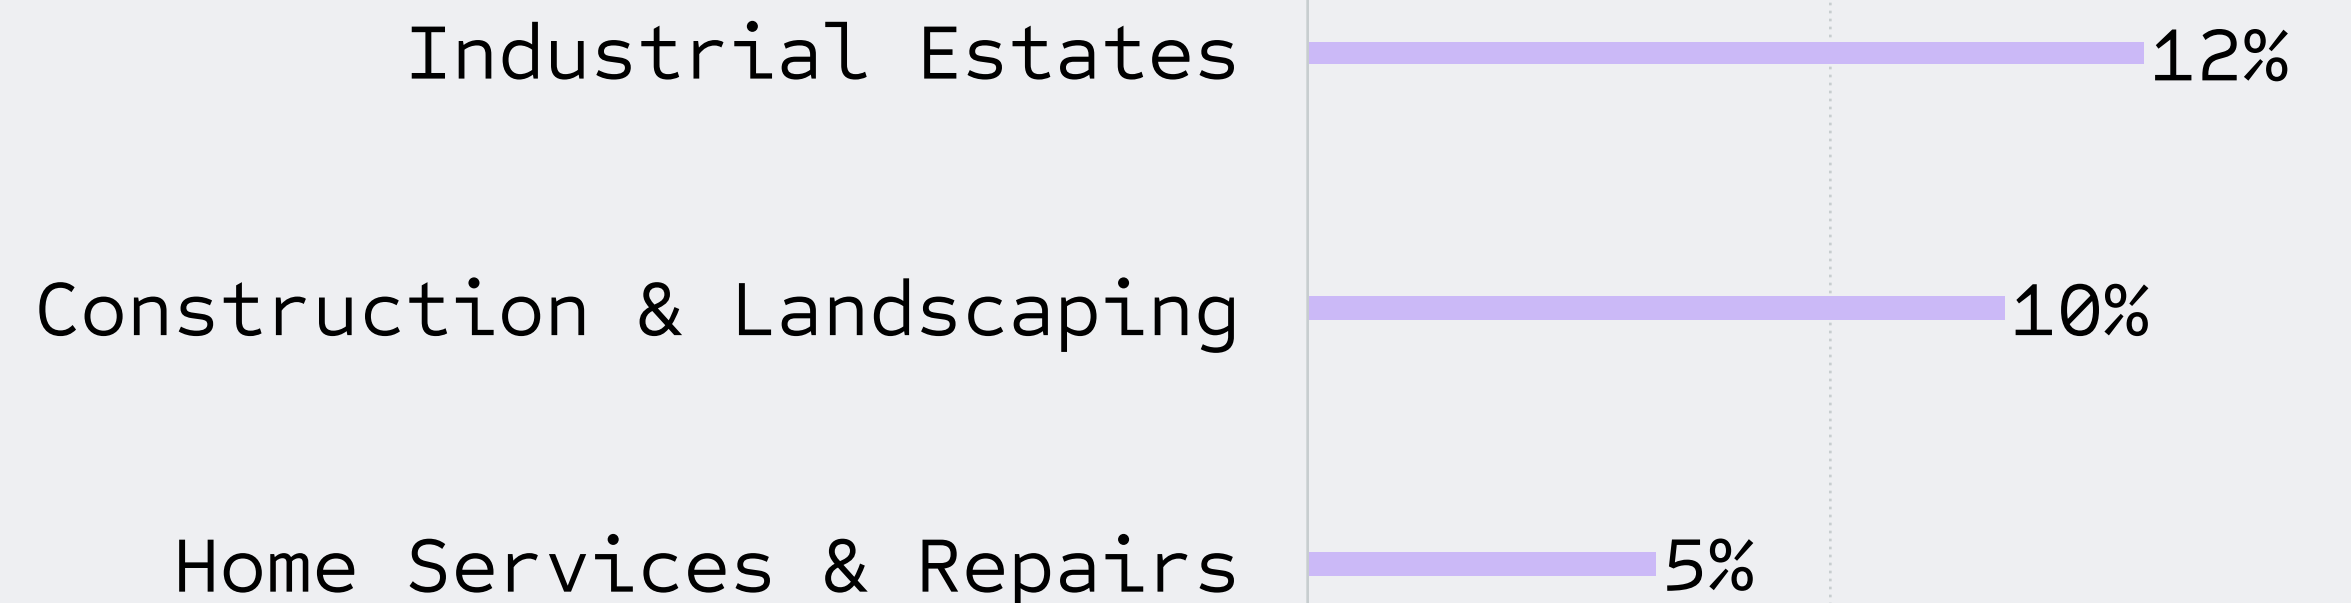 Industrial Estates 12%
Construction & Landscaping 10%
Home Services & Repairs 5%